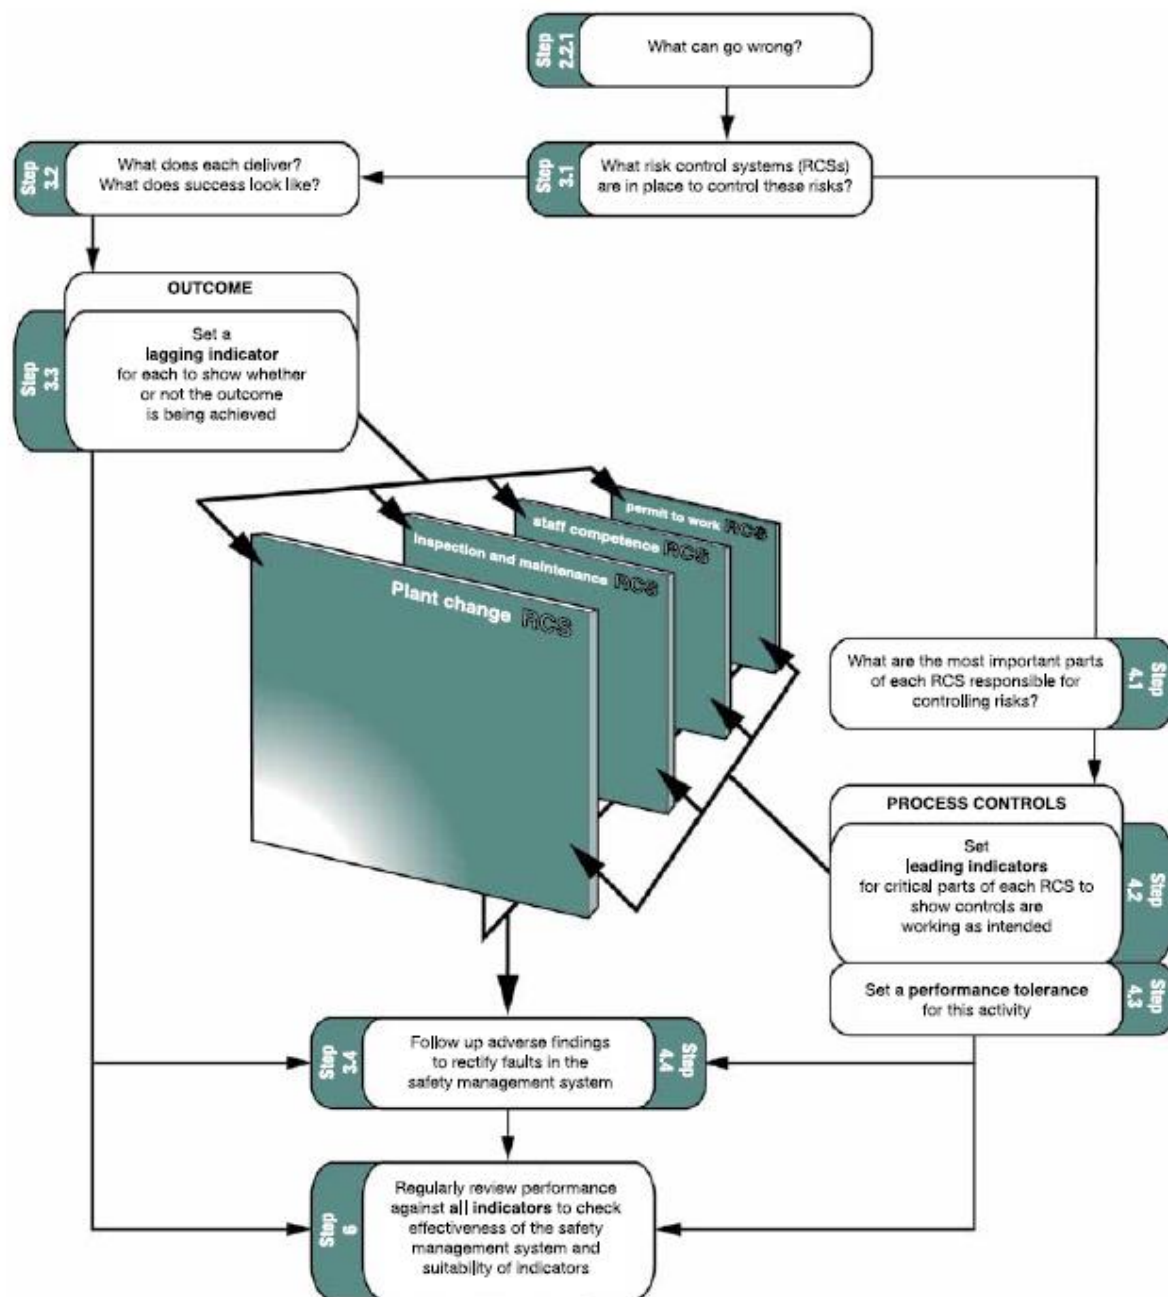 Step
2.2.1
What can go wrong?
Step
3.2
What does each deliver?
What does success look like?
Step
3.1
What risk control systems (RCSs)
are in place to control these risks?
OUTCOME
Step
3.3
Set a
lagging indicator
for each to show whether
or not the outcome
is being achieved
permit to work RCS
staff competence RCS
inspection and maintenance RCS
Plant change RCS
What are the most important parts
of each RCS responsible for
controlling risks?
Step
4.1
PROCESS CONTROLS
Set
leading indicators
for critical parts of each RCS to
show controls are
working as intended
Step
4.2
Set a performance tolerance
for this activity
Step
4.3
Step
3.4
Follow up adverse findings
to rectify faults in the
safety management system
Step
4.4
Step
6
Regularly review performance
against all indicators to check
effectiveness of the safety
management system and
suitability of indicators